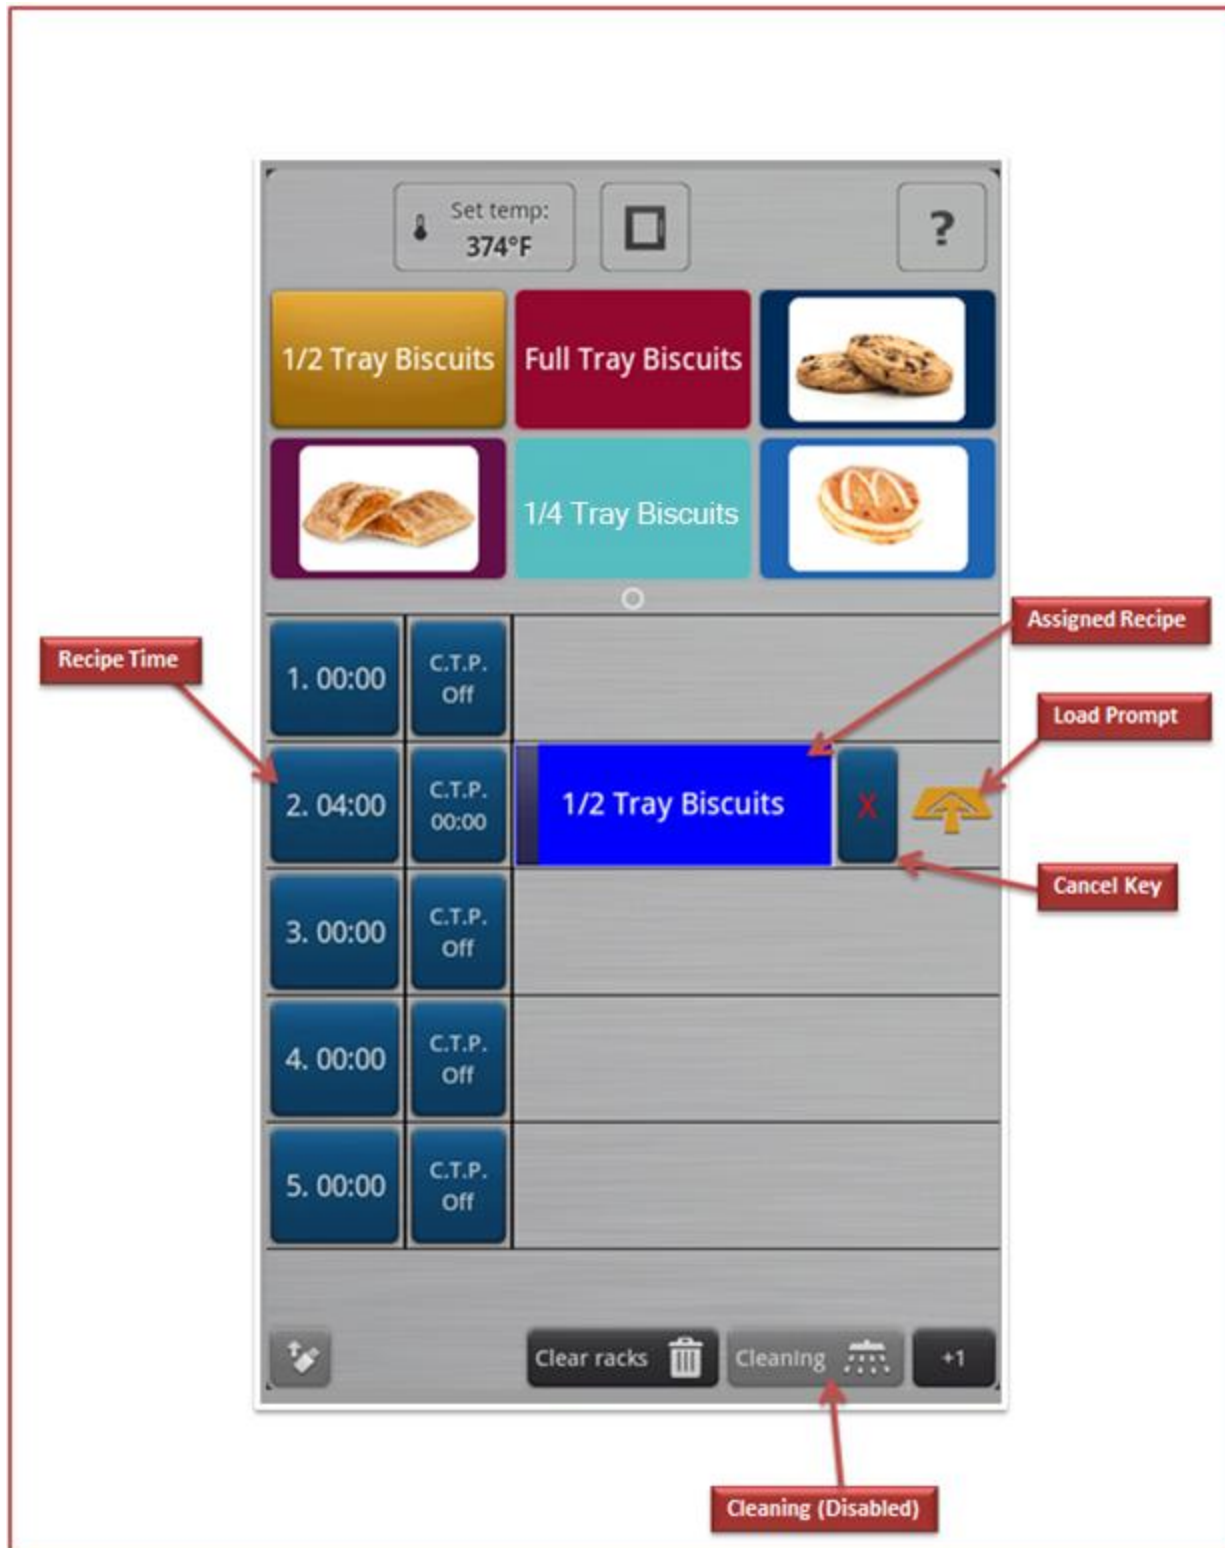 Set temp:
374°F
?
1/2 Tray Biscuits
Full Tray Biscuits
1/4 Tray Biscuits
Assigned Recipe
Recipe Time
1. 00:00
C.T.P.
Off
Load Prompt
2. 04:00
C.T.P.
00:00
1/2 Tray Biscuits
X
Cancel Key
3. 00:00
C.T.P.
Off
4. 00:00
C.T.P.
Off
5. 00:00
C.T.P.
Off
Clear racks
Cleaning
+1
Cleaning (Disabled)